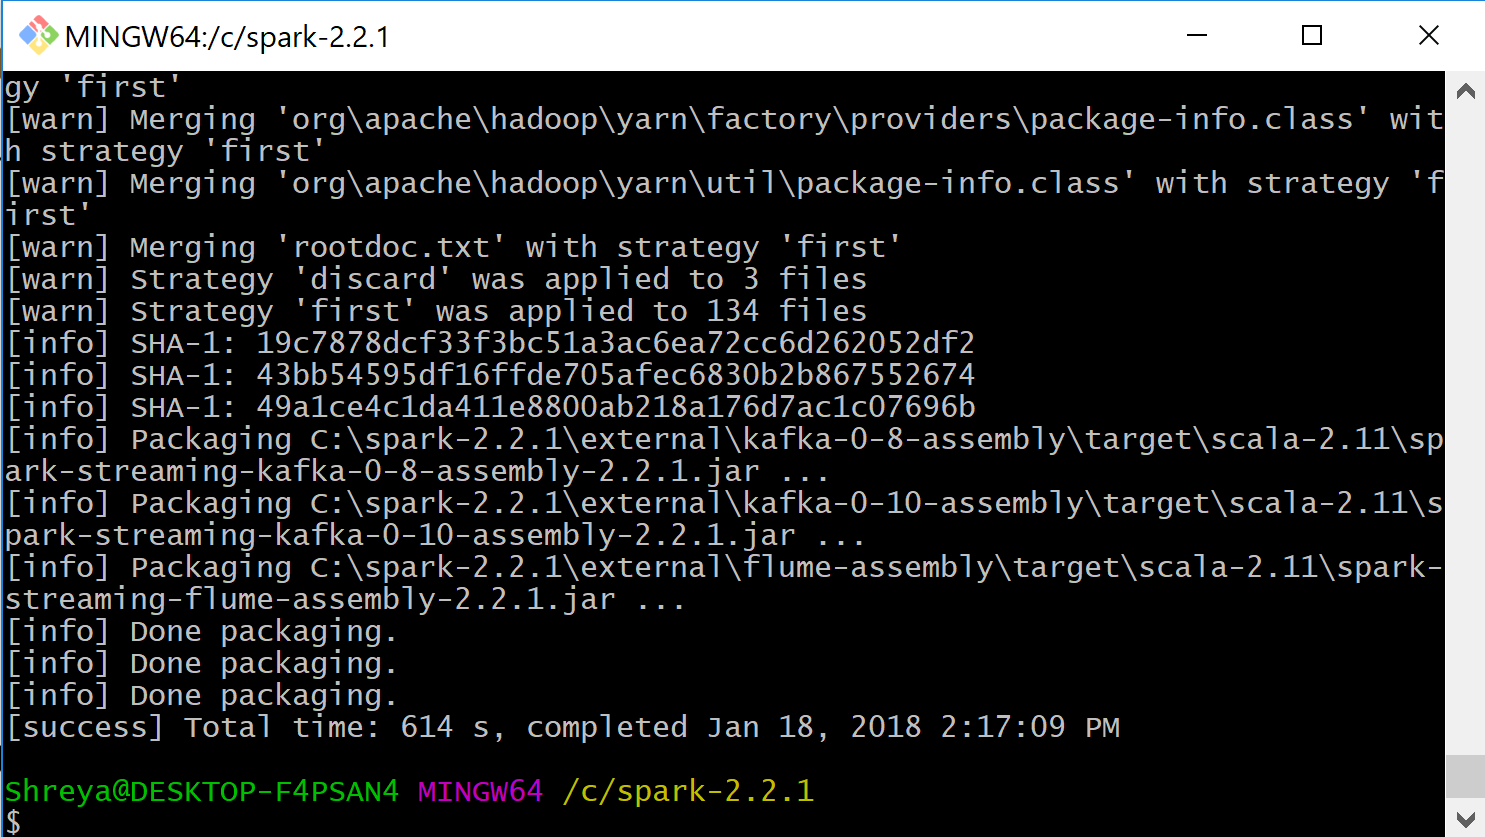 MINGW64:/c/spark-2.2.1
gy 'first'
[warn] Merging 'org\apache\hadoop\yarn\factory\providers\package-info.class' wit
h strategy 'first'
[warn] Merging 'org\apache\hadoop\yarn\util\package-info.class' with strategy 'f
irst'
[warn] Merging 'rootdoc.txt' with strategy 'first'
[warn] Strategy 'discard' was applied to 3 files
[warn] Strategy 'first' was applied to 134 files
[info] SHA-1: 19c7878dcf33f3bc51a3ac6ea72cc6d262052df2
[info] SHA-1: 43bb54595df16ffde705afec6830b2b867552674
[info] SHA-1: 49a1ce4c1da411e8800ab218a176d7ac1c07696b
[info] Packaging C:\spark-2.2.1\external\kafka-0-8-assembly\target\scala-2.11\sp
ark-streaming-kafka-0-8-assembly-2.2.1.jar ...
[info] Packaging C:\spark-2.2.1\external\kafka-0-10-assembly\target\scala-2.11\s
park-streaming-kafka-0-10-assembly-2.2.1.jar ...
[info] Packaging C:\spark-2.2.1\external\flume-assembly\target\scala-2.11\spark-
streaming-flume-assembly-2.2.1.jar ...
[info] Done packaging.
[info] Done packaging.
[info] Done packaging.
[success] Total time: 614 s, completed Jan 18, 2018 2:17:09 PM
Shreya@DESKTOP-F4PSAN4 MINGW64 /c/spark-2.2.1
$